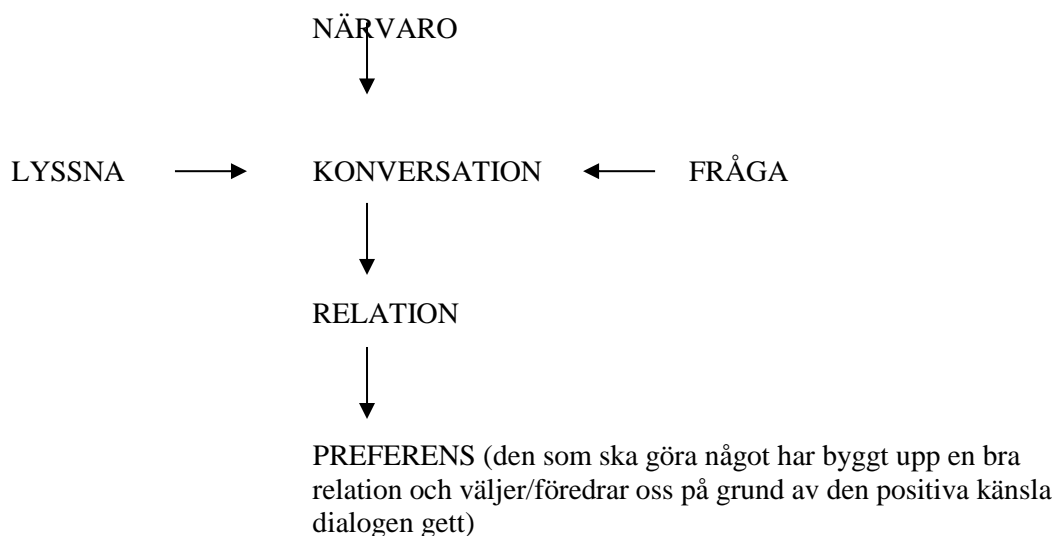 NÄRVARO
LYSSNA KONVERSATION FRÅGA
RELATION
PREFERENS (den som ska göra något har byggt upp en bra
relation och väljer/föredrar oss på grund av den positiva känsla
dialogen gett)